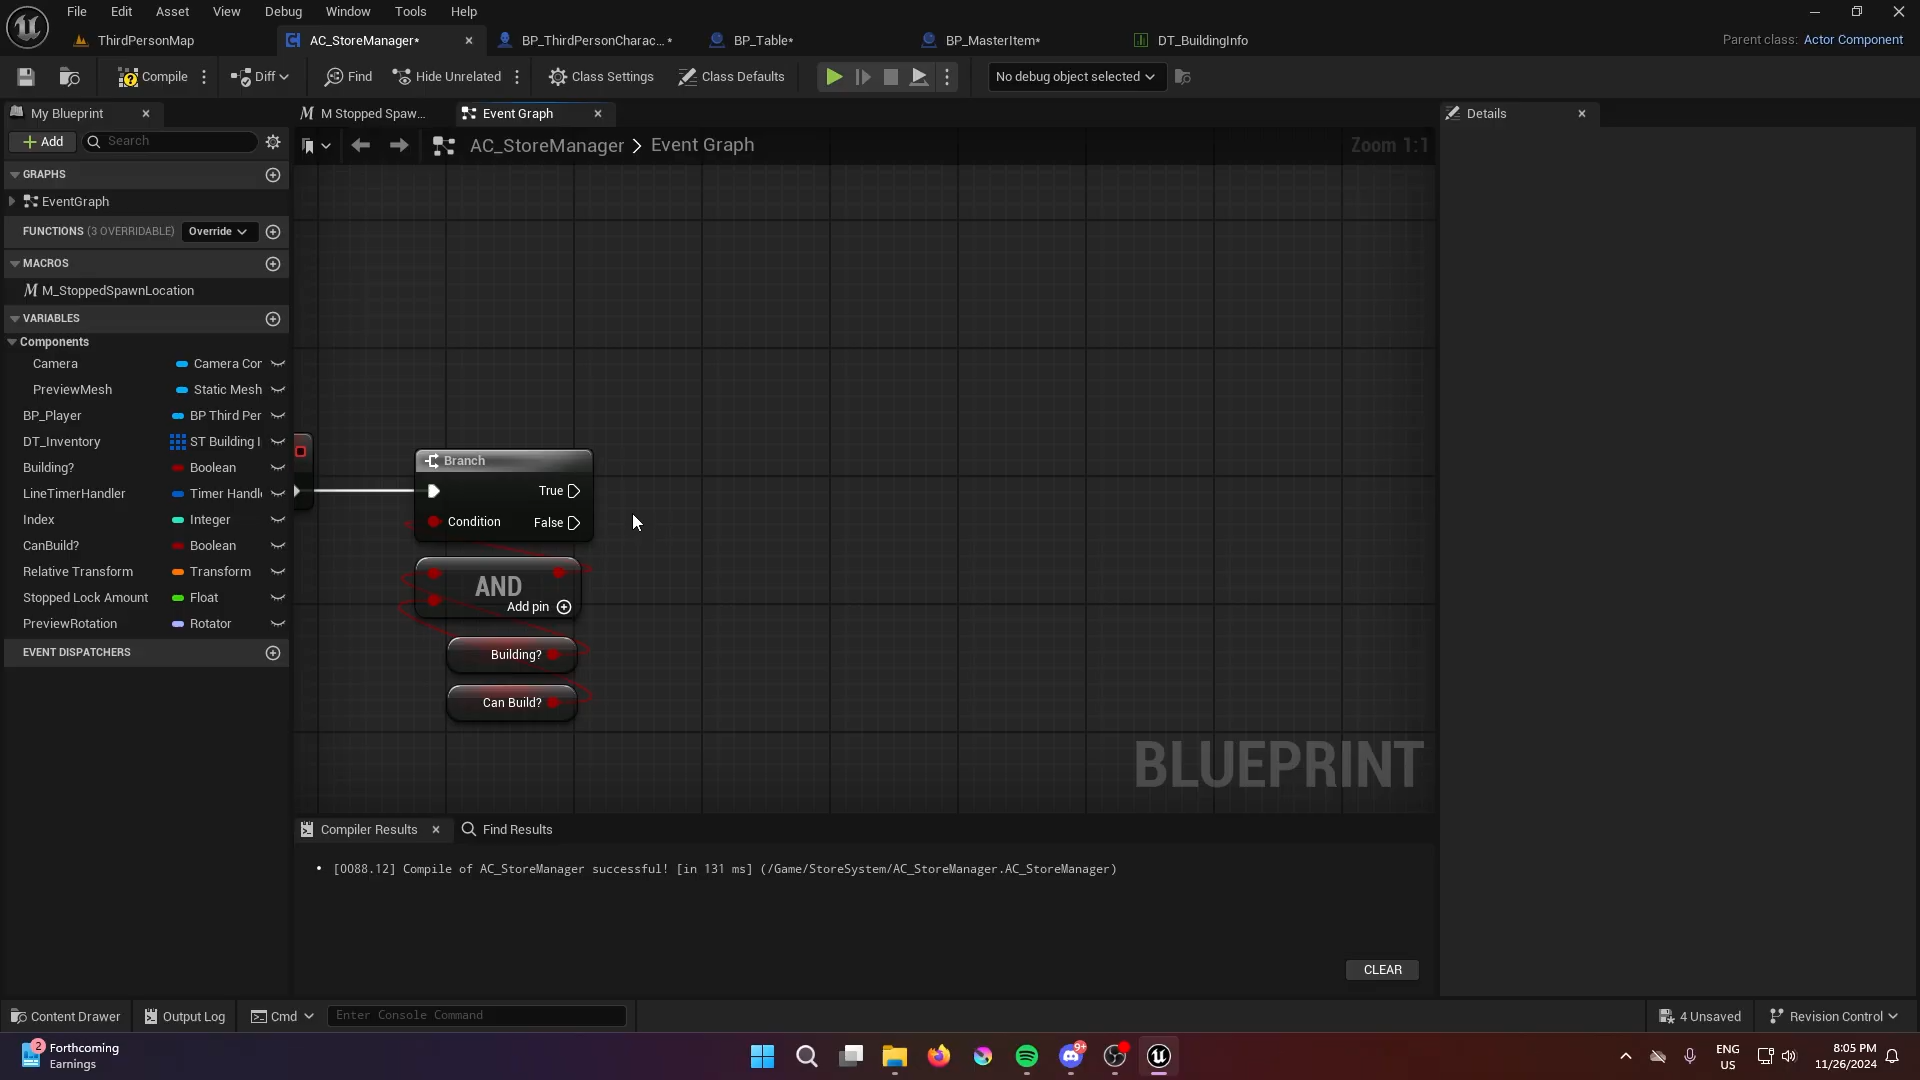 File Edit Asset View Debug Window Tools Help
ThirdPersonMap AC_StoreManager* BP_ThirdPersonCharac...* BP_Table* BP_MasterItem* DT_BuildingInfo Parent class: Actor Component
Compile Diff Find Hide Unrelated Class Settings Class Defaults No debug object selected
My Blueprint M Stopped Spaw... Event Graph Details
Add Search AC_StoreManager > Event Graph Zoom 1:1
GRAPHS
EventGraph
FUNCTIONS (3 OVERRIDABLE) Override
MACROS
M_StoppedSpawnLocation
VARIABLES
Components
Camera Camera Cor
PreviewMesh Static Mesh
BP_Player BP Third Per
DT_Inventory ST Building I
Building? Boolean
LineTimerHandler Timer Handl
Index Integer
CanBuild? Boolean
Relative Transform Transform
Stopped Lock Amount Float
PreviewRotation Rotator
EVENT DISPATCHERS
Branch
True
Condition False
AND
Add pin
Building?
Can Build?
BLUEPRINT
Compiler Results Find Results
• [0088.12] Compile of AC_StoreManager successful! [in 131 ms] (/Game/StoreSystem/AC_StoreManager.AC_StoreManager)
CLEAR
Content Drawer Output Log Cmd Enter Console Command 4 Unsaved Revision Control
2 Forthcoming
Earnings
9+
ENG
US
8:05 PM
11/26/2024